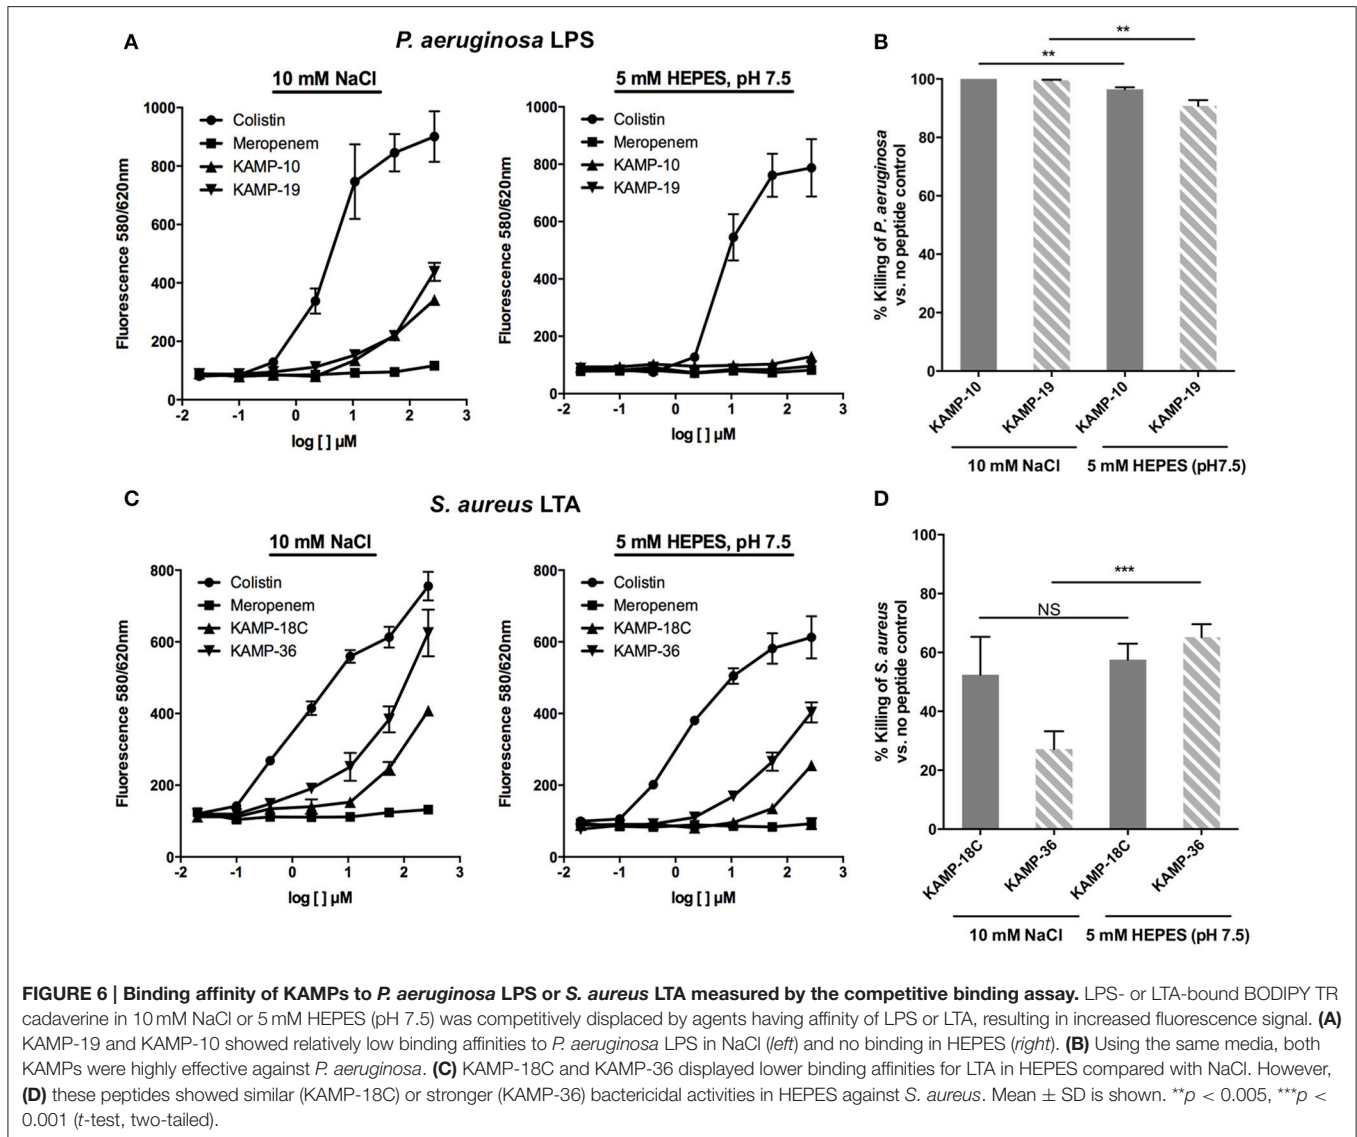 A
P. aeruginosa LPS
10 mM NaCl
5 mM HEPES, pH 7.5
Fluorescence 580/620nm
1000
800
600
400
200
0
Colistin
Meropenem
KAMP-10
KAMP-19
-2 -1 0 1 2 3
log [ ] µM
Fluorescence 580/620nm
1000
800
600
400
200
0
Colistin
Meropenem
KAMP-10
KAMP-19
-2 -1 0 1 2 3
log [ ] µM
B
**
**
% Killing of P. aeruginosa
vs. no peptide control
100
80
60
40
20
0
KAMP-10 KAMP-19 KAMP-10 KAMP-19
10 mM NaCl 5 mM HEPES (pH7.5)
C
S. aureus LTA
10 mM NaCl
5 mM HEPES, pH 7.5
Fluorescence 580/620nm
800
600
400
200
0
Colistin
Meropenem
KAMP-18C
KAMP-36
-2 -1 0 1 2 3
log [ ] µM
Fluorescence 580/620nm
800
600
400
200
0
Colistin
Meropenem
KAMP-18C
KAMP-36
-2 -1 0 1 2 3
log [ ] µM
D
***
NS
% Killing of S. aureus
vs. no peptide control
100
80
60
40
20
0
KAMP-18C KAMP-36 KAMP-18C KAMP-36
10 mM NaCl 5 mM HEPES (pH 7.5)
FIGURE 6 | Binding affinity of KAMPs to P. aeruginosa LPS or S. aureus LTA measured by the competitive binding assay. LPS- or LTA-bound BODIPY TR
cadaverine in 10 mM NaCl or 5 mM HEPES (pH 7.5) was competitively displaced by agents having affinity of LPS or LTA, resulting in increased fluorescence signal. (A)
KAMP-19 and KAMP-10 showed relatively low binding affinities to P. aeruginosa LPS in NaCl (left) and no binding in HEPES (right). (B) Using the same media, both
KAMPs were highly effective against P. aeruginosa. (C) KAMP-18C and KAMP-36 displayed lower binding affinities for LTA in HEPES compared with NaCl. However,
(D) these peptides showed similar (KAMP-18C) or stronger (KAMP-36) bactericidal activities in HEPES against S. aureus. Mean ± SD is shown. **p < 0.005, ***p <
0.001 (t-test, two-tailed).